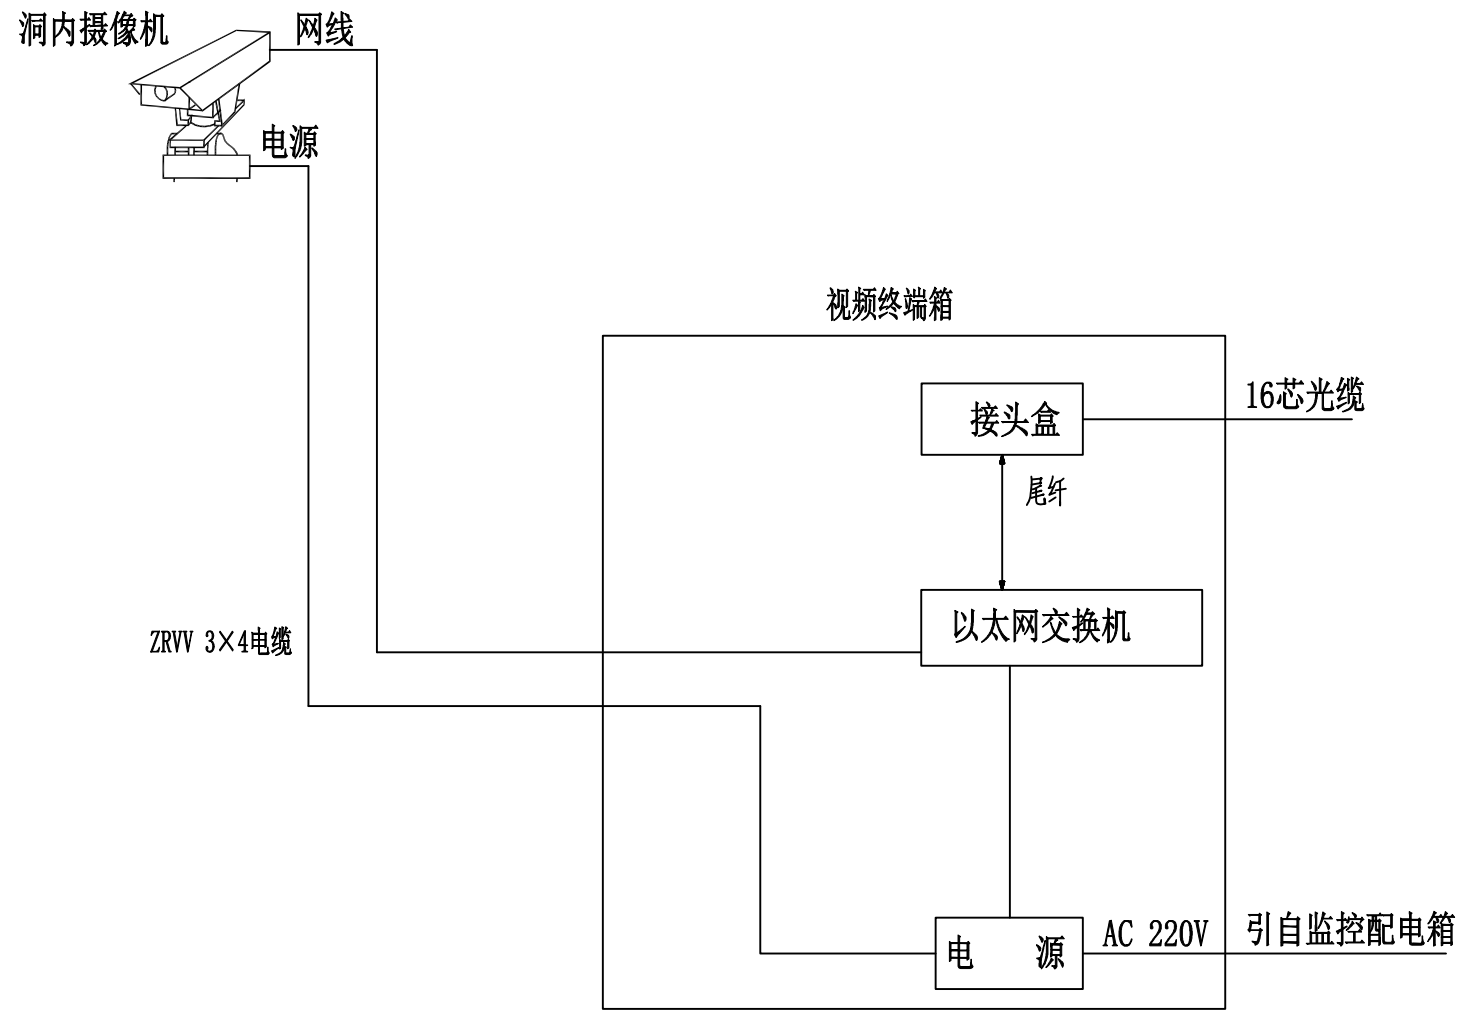 洞内摄像机
网线
电源
视频终端箱
16芯光缆
接头盒
尾纤
以太网交换机
ZRVV 3×4电缆
AC 220V
引自监控配电箱
电 源